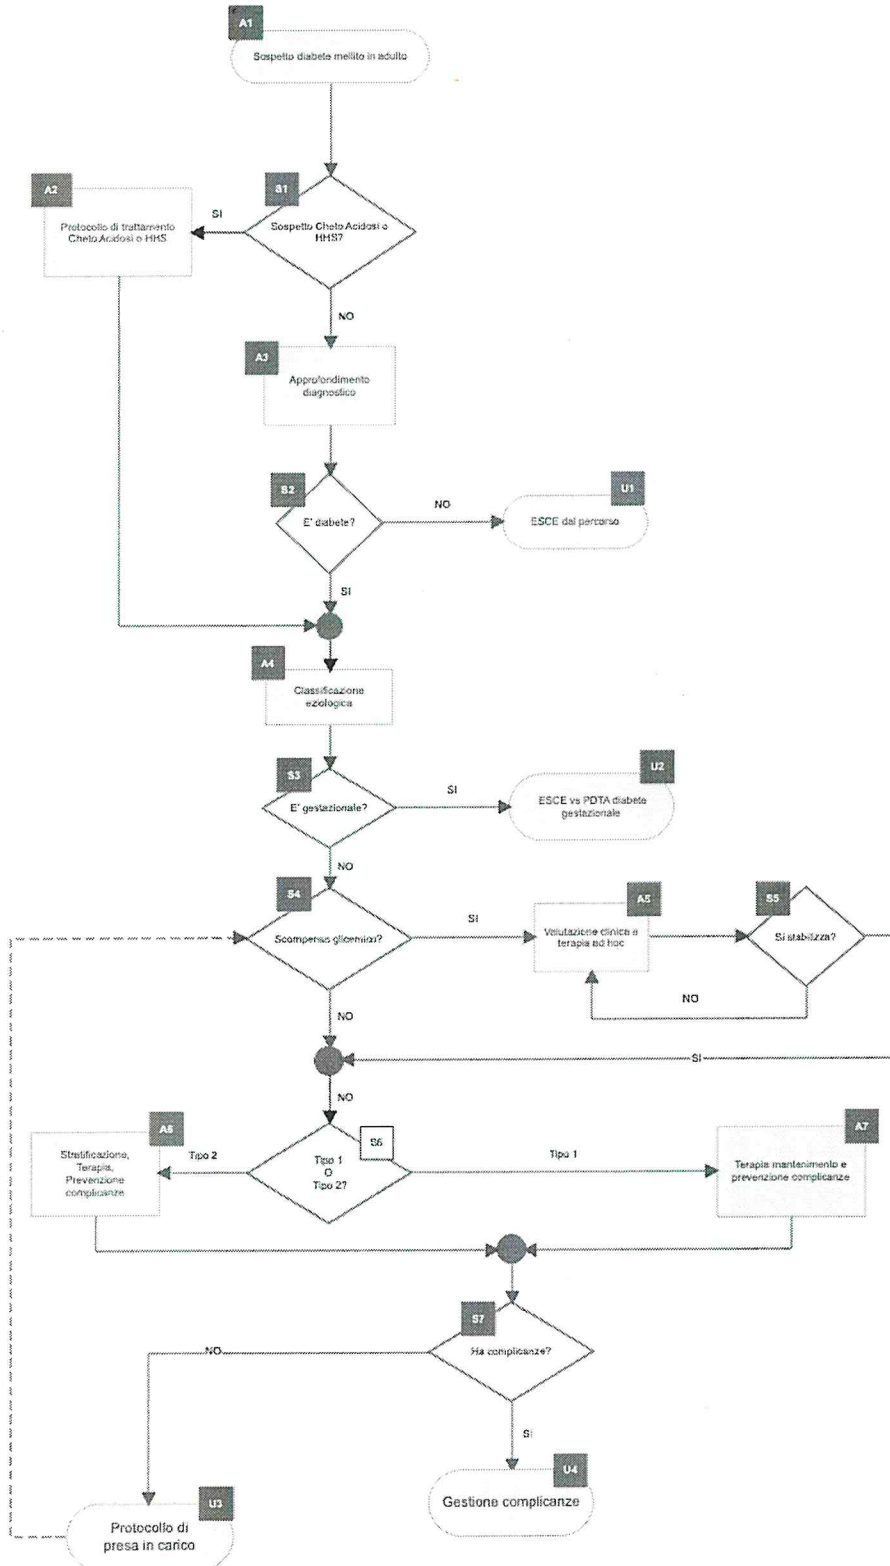 A1
Sospetto diabete mellito in adulto
A2
Protocollo di trattamento
Cheto Acidosi o HHS
SI
S1
Sospetto Cheto Acidosi o
HHS?
NO
A3
Approfondimento
diagnostico
S2
E' diabete?
NO
U1
ESCE dal percorso
SI
A4
Classificazione
eziologica
S3
E' gestazionale?
SI
U2
ESCE vs PDTA diabete
gestazionale
NO
S4
Scompenso glicemico?
SI
A5
Valutazione clinica e
terapia ad hoc
S5
Si stabilizza?
NO
NO
SI
NO
A6
Stratificazione,
Terapia,
Prevenzione
complicanze
Tipo 2
S6
Tipo 1
O
Tipo 2?
Tipo 1
A7
Terapia mantenimento e
prevenzione complicanze
S7
Ha complicanze?
NO
SI
U4
Gestione complicanze
U3
Protocollo di
presa in carico